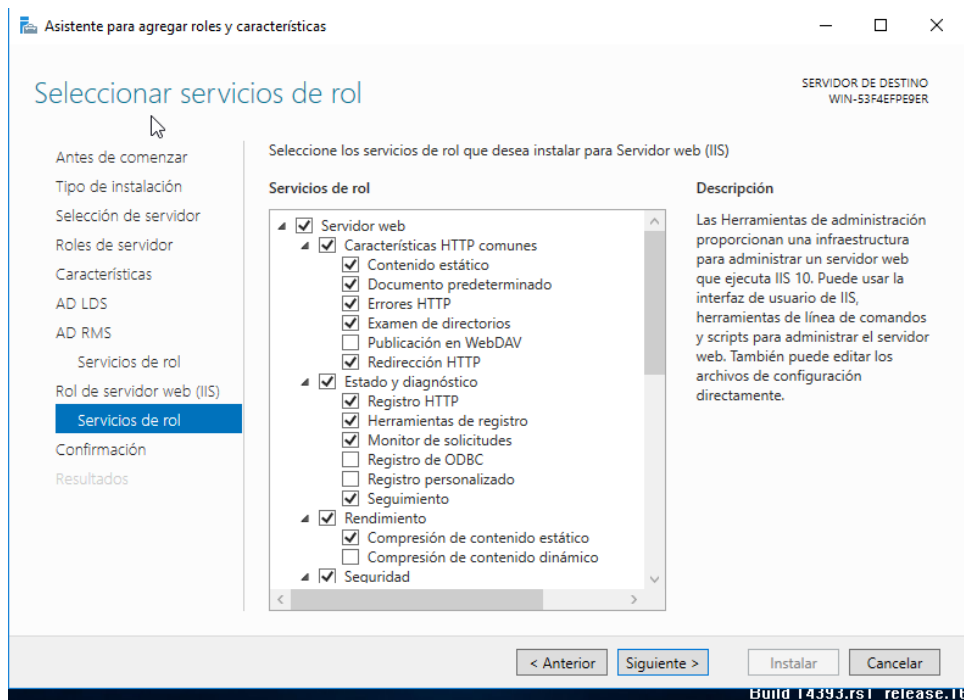 Asistente para agregar roles y características
Seleccionar servicios de rol
SERVIDOR DE DESTINO
WIN-53F4EFPE9ER
Antes de comenzar
Tipo de instalación
Selección de servidor
Roles de servidor
Características
AD LDS
AD RMS
Servicios de rol
Rol de servidor web (IIS)
Servicios de rol
Confirmación
Resultados
Seleccione los servicios de rol que desea instalar para Servidor web (IIS)
Servicios de rol
Servidor web
Características HTTP comunes
Contenido estático
Documento predeterminado
Errores HTTP
Examen de directorios
Publicación en WebDAV
Redirección HTTP
Estado y diagnóstico
Registro HTTP
Herramientas de registro
Monitor de solicitudes
Registro de ODBC
Registro personalizado
Seguimiento
Rendimiento
Compresión de contenido estático
Compresión de contenido dinámico
Seguridad
Descripción
Las Herramientas de administración
proporcionan una infraestructura
para administrar un servidor web
que ejecuta IIS 10. Puede usar la
interfaz de usuario de IIS,
herramientas de línea de comandos
y scripts para administrar el servidor
web. También puede editar los
archivos de configuración
directamente.
< Anterior
Siguiente >
Instalar
Cancelar
Build 14393.rs1_release.16